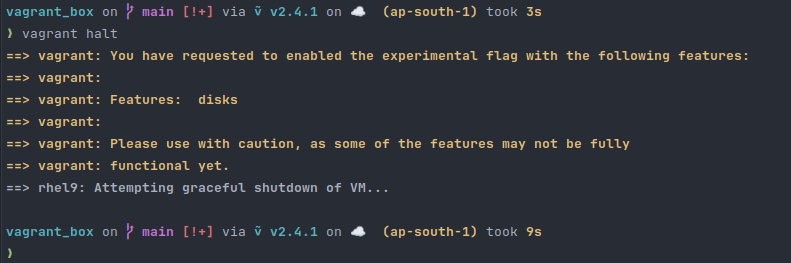 vagrant_box on  main [!+] via ṽ v2.4.1 on ☁️ (ap-south-1) took 3s
❯ vagrant halt
==> vagrant: You have requested to enabled the experimental flag with the following features:
==> vagrant:
==> vagrant: Features:  disks
==> vagrant:
==> vagrant: Please use with caution, as some of the features may not be fully
==> vagrant: functional yet.
==> rhel9: Attempting graceful shutdown of VM...
vagrant_box on  main [!+] via ṽ v2.4.1 on ☁️ (ap-south-1) took 9s
❯